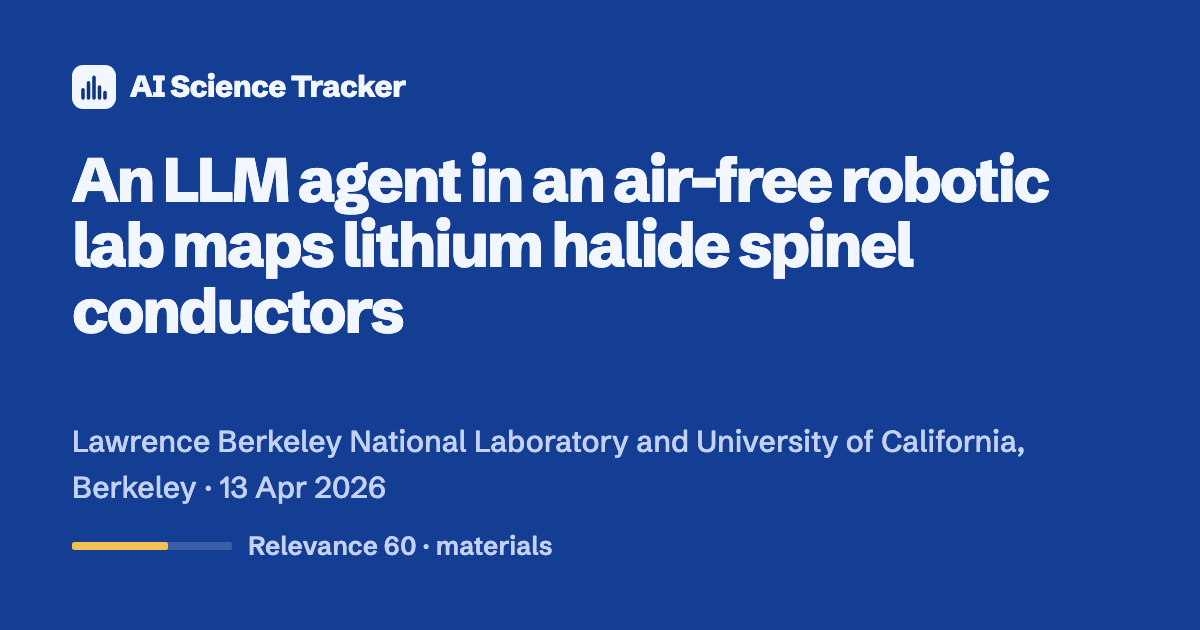 AI Science Tracker
An LLM agent in an air-free robotic
lab maps lithium halide spinel
conductors
Lawrence Berkeley National Laboratory and University of California,
Berkeley · 13 Apr 2026
Relevance 60 · materials